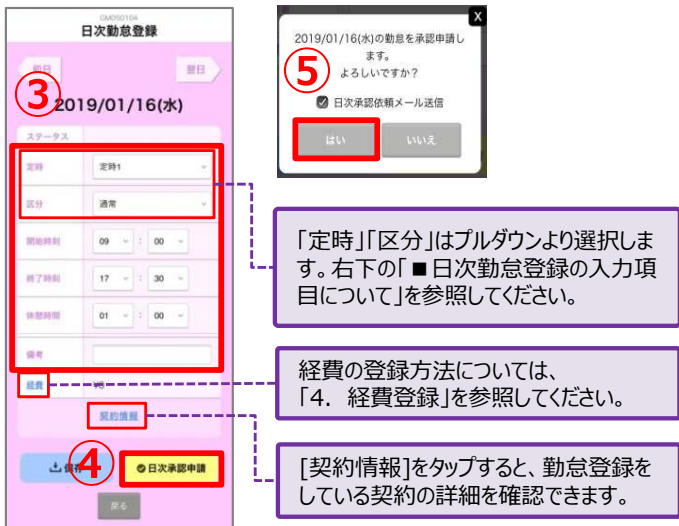 GM050104
日次勤怠登録
前日
翌日
③
2019/01/16(水)
ステータス
定時
定時1
区分
通常
開始時刻
09 : 00
終了時刻
17 : 30
休憩時間
01 : 00
備考
経費
¥0
契約情報
④
保存
日次承認申請
戻る
X
2019/01/16(水)の勤怠を承認申請し
ます。
よろしいですか?
⑤
日次承認依頼メール送信
はい
いいえ
「定時」「区分」はプルダウンより選択しま
す。右下の「■日次勤怠登録の入力項
目について」を参照してください。
経費の登録方法については、
「4. 経費登録」を参照してください。
[契約情報]をタップすると、勤怠登録を
している契約の詳細を確認できます。